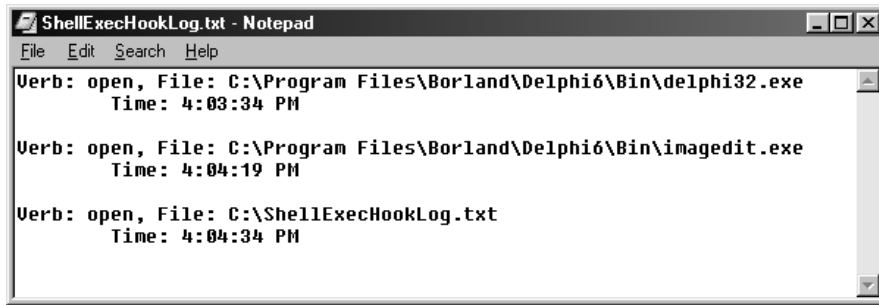 ShellExecHookLog.txt - Notepad
File Edit Search Help
Verb: open, File: C:\Program Files\Borland\Delphi6\Bin\delphi32.exe
Time: 4:03:34 PM
Verb: open, File: C:\Program Files\Borland\Delphi6\Bin\imagedit.exe
Time: 4:04:19 PM
Verb: open, File: C:\ShellExecHookLog.txt
Time: 4:04:34 PM